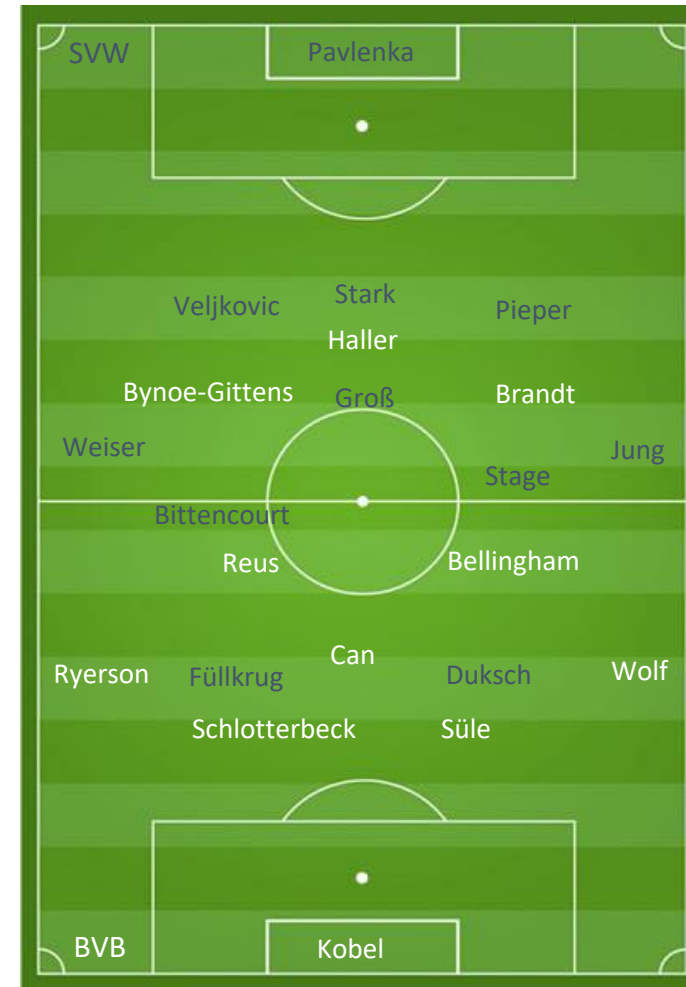 SVW Pavlenka
Stark
Veljkovic Pieper
Haller
Bynoe-Gittens Groß Brandt
Weiser Jung
Stage
Bittencourt
Reus Bellingham
Can
Ryerson Füllkrug Duksch Wolf
Schlotterbeck Süle
BVB Kobel